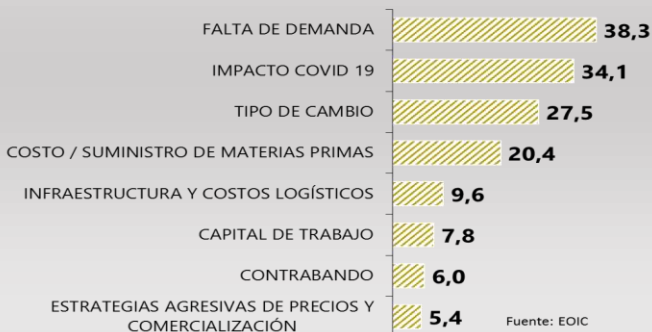 FALTA DE DEMANDA 38,3
IMPACTO COVID 19 34,1
TIPO DE CAMBIO 27,5
COSTO / SUMINISTRO DE MATERIAS PRIMAS 20,4
INFRAESTRUCTURA Y COSTOS LOGÍSTICOS 9,6
CAPITAL DE TRABAJO 7,8
CONTRABANDO 6,0
ESTRATEGIAS AGRESIVAS DE PRECIOS Y
COMERCIALIZACIÓN 5,4
Fuente: EOIC